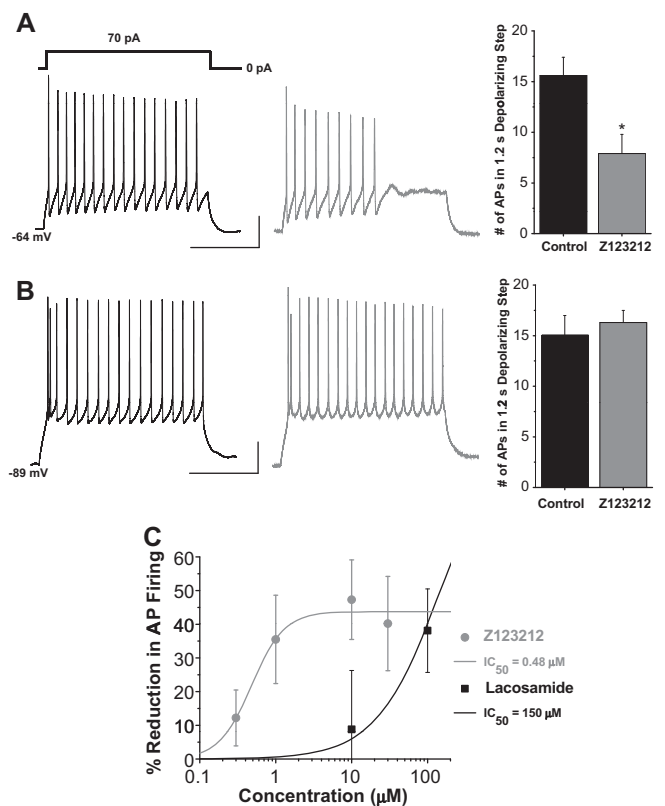 A
70 pA
0 pA
-64 mV
# of APs in 1.2 s Depolarizing Step
20
15
10
5
0
*
Control
Z123212
B
-89 mV
# of APs in 1.2 s Depolarizing Step
20
15
10
5
0
Control
Z123212
C
% Reduction in AP Firing
60
50
40
30
20
10
0
0.1
1
10
100
Concentration (μM)
Z123212
IC50 = 0.48 μM
Lacosamide
IC50 = 150 μM